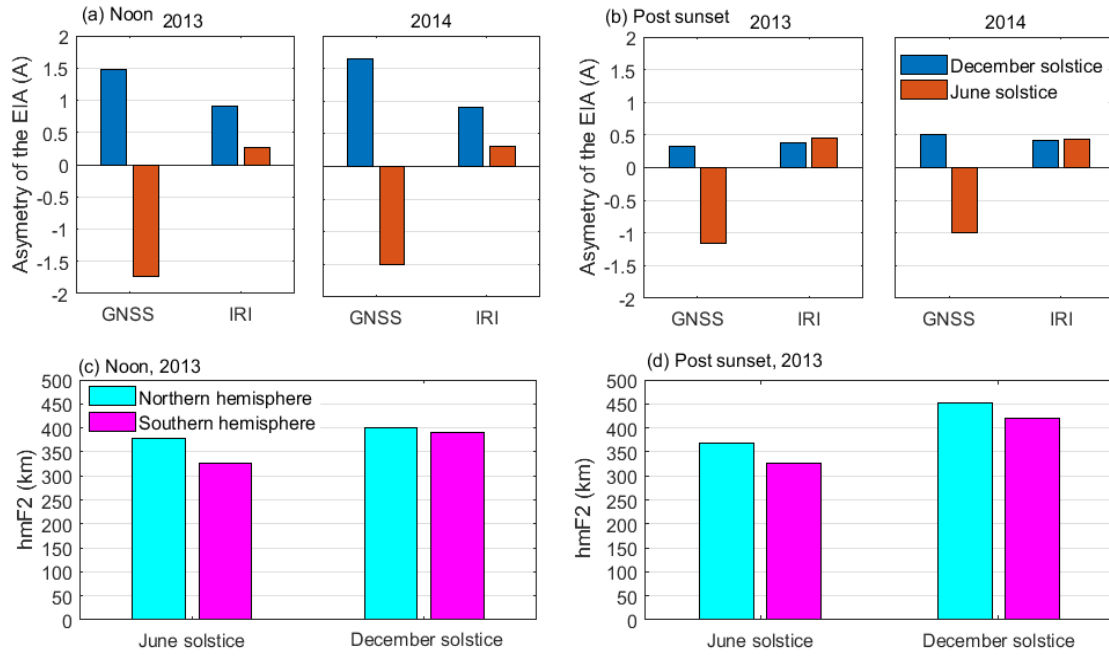 (a) Noon
2013
2014
Asymetry of the EIA (A)
2
1.5
1
0.5
0
-0.5
-1
-1.5
-2
GNSS
IRI
GNSS
IRI
(b) Post sunset
2013
2014
Asymetry of the EIA (A)
2
1.5
1
0.5
0
-0.5
-1
-1.5
-2
December solstice
June solstice
GNSS
IRI
GNSS
IRI
(c) Noon, 2013
hmF2 (km)
500
450
400
350
300
250
200
150
100
50
0
Northern hemisphere
Southern hemisphere
June solstice
December solstice
(d) Post sunset, 2013
hmF2 (km)
500
450
400
350
300
250
200
150
100
50
0
June solstice
December solstice